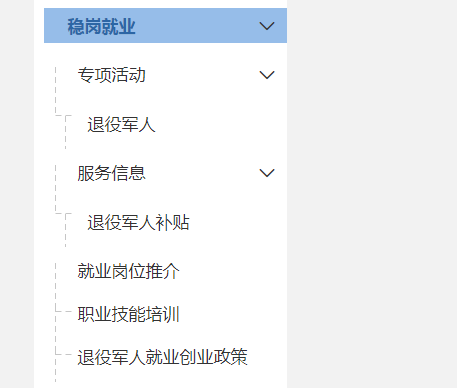 稳岗就业
专项活动
退役军人
服务信息
退役军人补贴
就业岗位推介
职业技能培训
退役军人就业创业政策